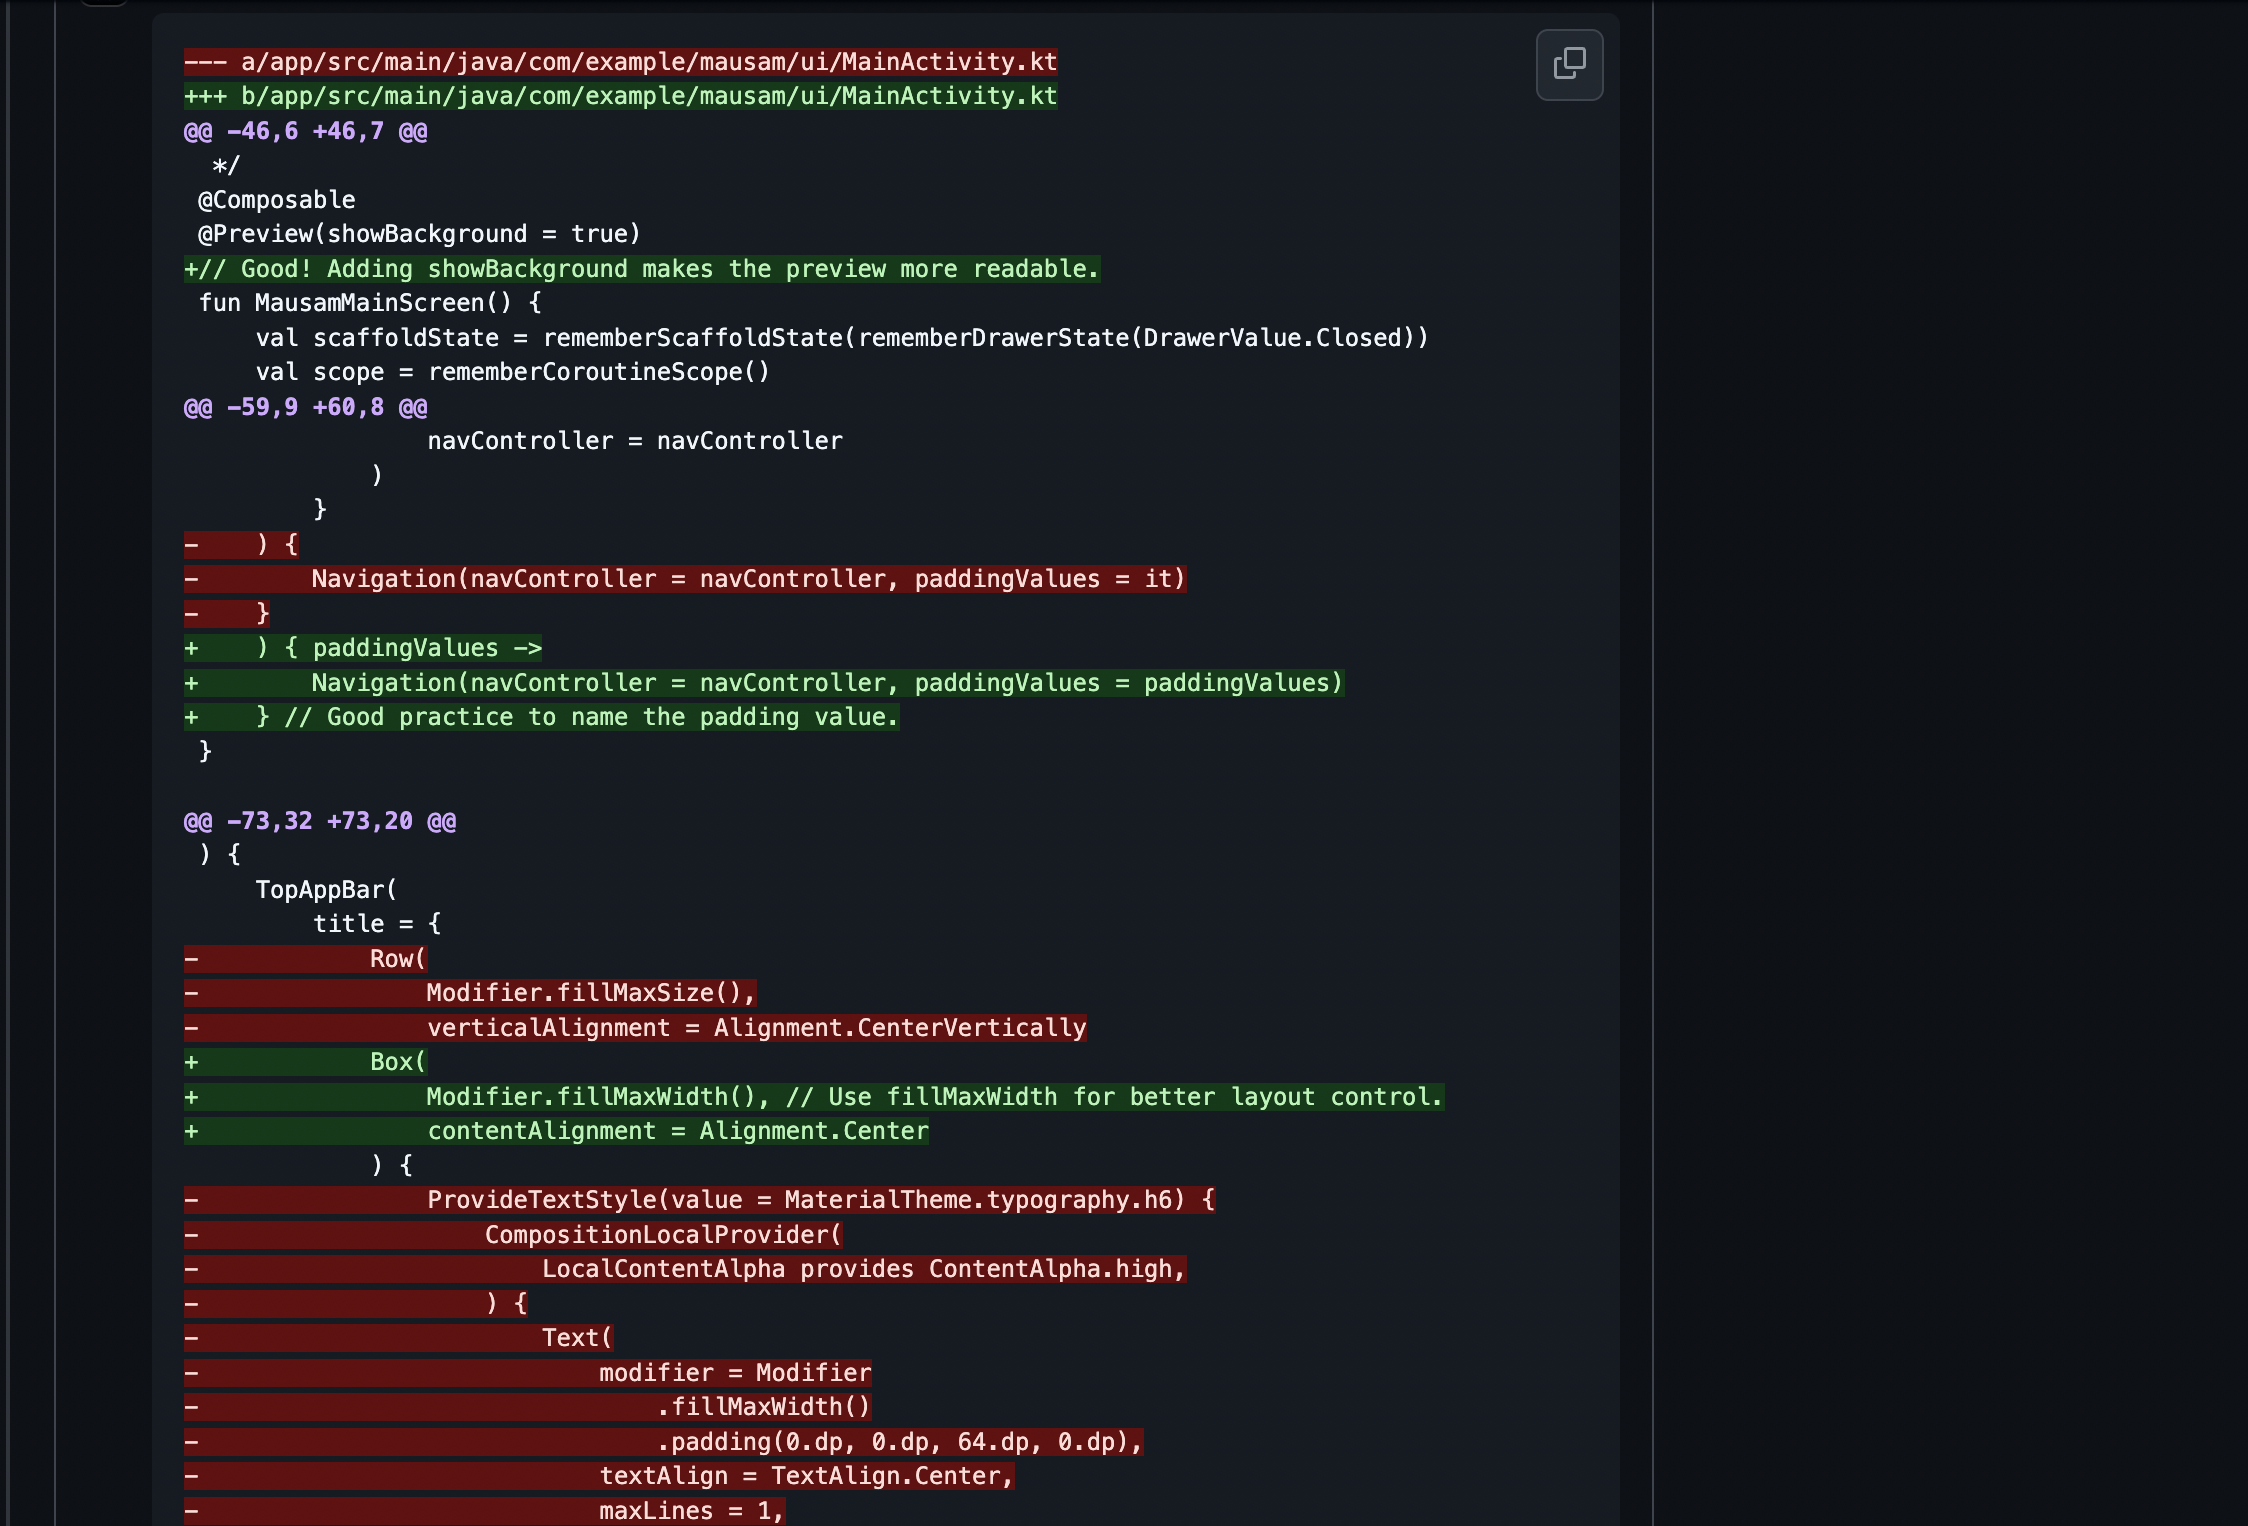 --- a/app/src/main/java/com/example/mausam/ui/MainActivity.kt
+++ b/app/src/main/java/com/example/mausam/ui/MainActivity.kt
@@ -46,6 +46,7 @@
  */
 @Composable
 @Preview(showBackground = true)
+// Good! Adding showBackground makes the preview more readable.
 fun MausamMainScreen() {
     val scaffoldState = rememberScaffoldState(rememberDrawerState(DrawerValue.Closed))
     val scope = rememberCoroutineScope()
@@ -59,9 +60,8 @@
                 navController = navController
             )
         }
-    ) {
-        Navigation(navController = navController, paddingValues = it)
-    }
+    ) { paddingValues ->
+        Navigation(navController = navController, paddingValues = paddingValues)
+    } // Good practice to name the padding value.
 }
@@ -73,32 +73,20 @@
 ) {
     TopAppBar(
         title = {
-            Row(
-                Modifier.fillMaxSize(),
-                verticalAlignment = Alignment.CenterVertically
+            Box(
+                Modifier.fillMaxWidth(), // Use fillMaxWidth for better layout control.
+                contentAlignment = Alignment.Center
             ) {
-                ProvideTextStyle(value = MaterialTheme.typography.h6) {
-                    CompositionLocalProvider(
-                        LocalContentAlpha provides ContentAlpha.high,
-                    ) {
-                        Text(
-                            modifier = Modifier
-                                .fillMaxWidth()
-                                .padding(0.dp, 0.dp, 64.dp, 0.dp),
-                            textAlign = TextAlign.Center,
-                            maxLines = 1,